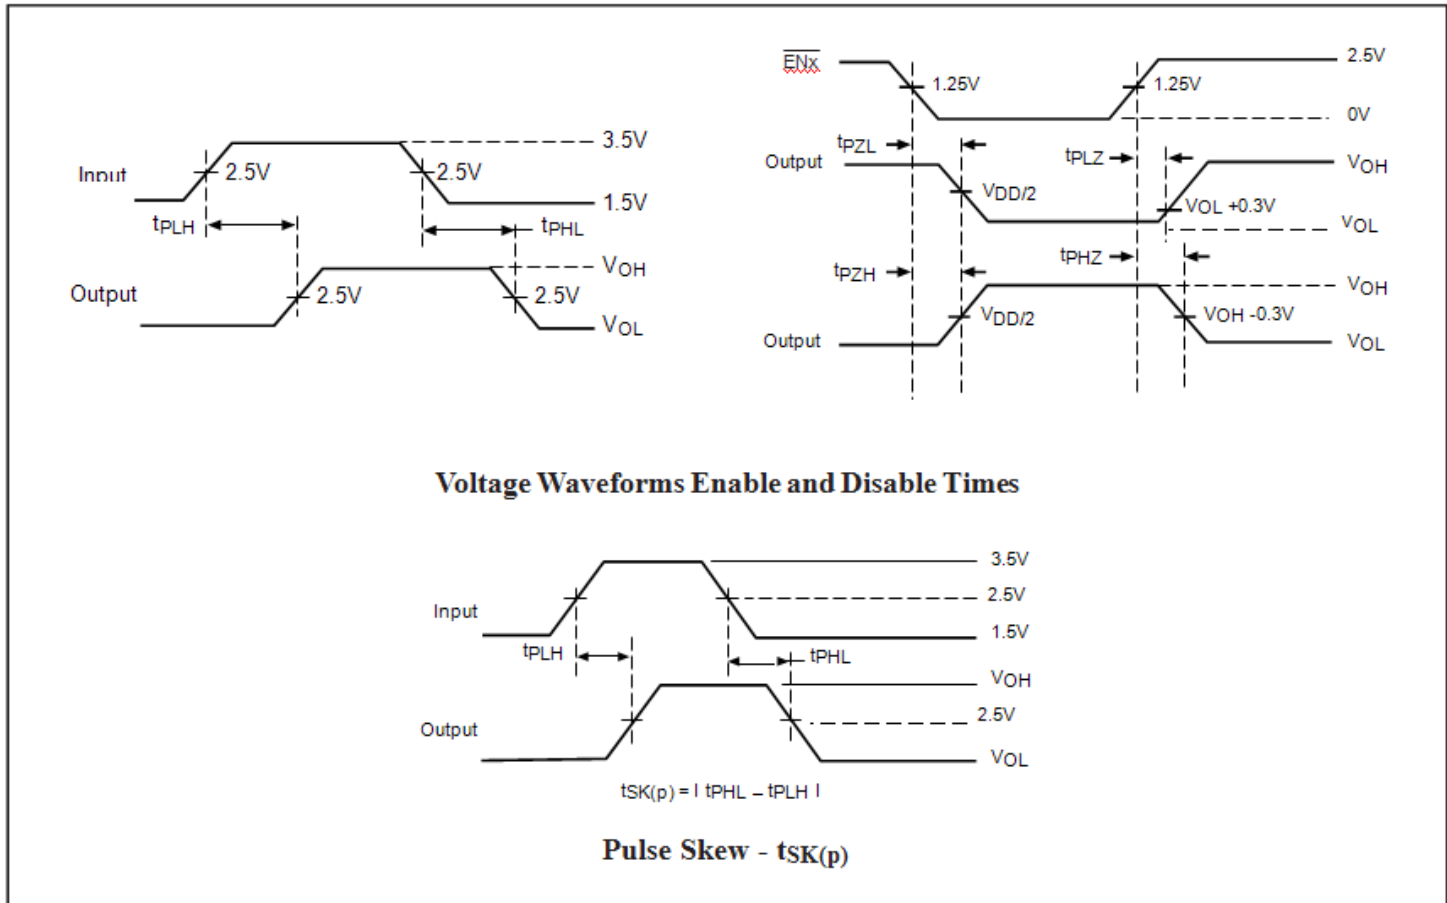 Input
2.5V
2.5V
3.5V
1.5V
tPLH
tPHL
Output
2.5V
2.5V
VOH
VOL
ENx
1.25V
1.25V
2.5V
0V
tPZL
tPLZ
Output
VDD/2
VOL +0.3V
VOH
VOL
tPZH
tPHZ
Output
VDD/2
VOH -0.3V
VOH
VOL
Voltage Waveforms Enable and Disable Times
Input
3.5V
2.5V
1.5V
tPLH
tPHL
Output
VOH
2.5V
VOL
tSK(p) = | tPHL – tPLH |
Pulse Skew - tSK(p)